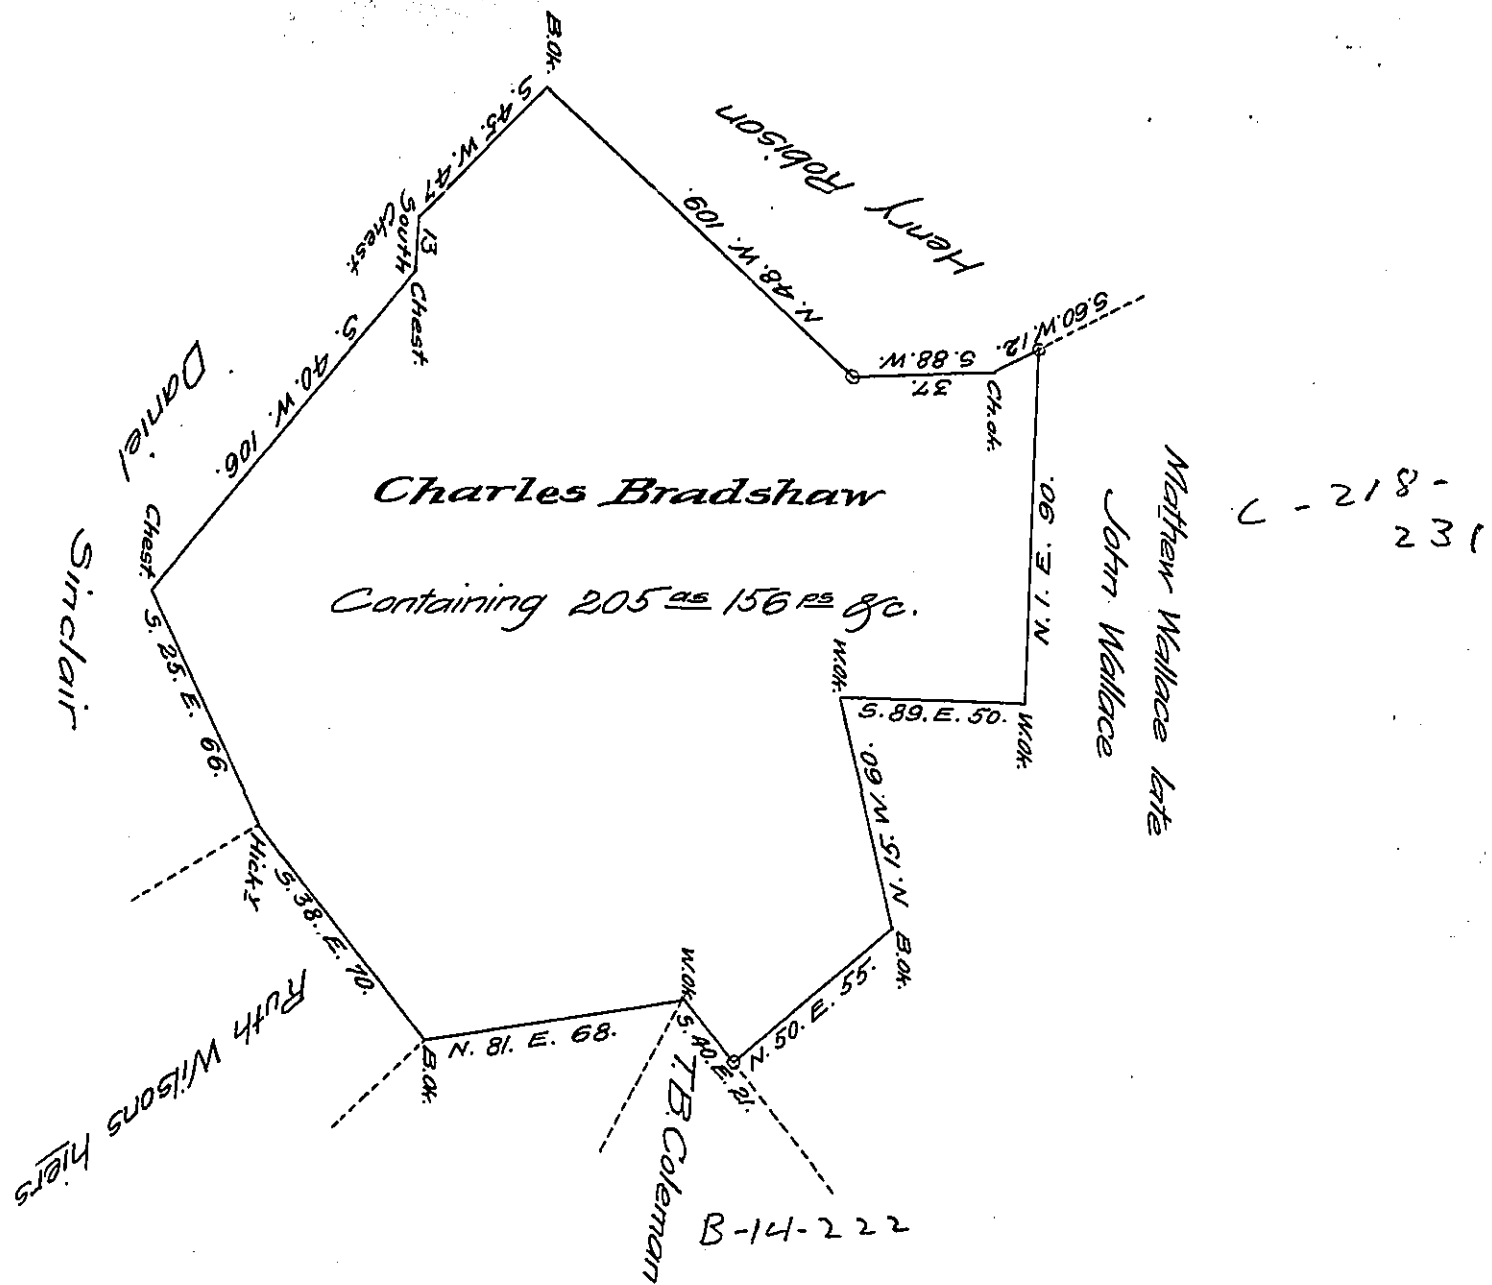 B.Ok.
S. 45. W. 47
Henry Robison
N. 48. W. 109.
13
South
Chest.
Chest.
S. 60. W.
12.
S. 88. W.
37.
Ch.ok.
S. 40. W. 106.
Daniel
Sinclair
Charles Bradshaw
N. 1. E. 90.
Mathew Wallace late
John Wallace
C-218-
231
Chest.
Containing 205 as 156 ps &c.
S. 25. E. 66.
W.ok.
S. 89. E. 50.
W.ok.
N. 15. W. 60.
Hicky
S. 38. E. 70.
B.Ok.
Ruth Wilsons hiers
B.Ok.
N. 81. E. 68.
W.ok.
S. 40. E. 21.
N. 50. E. 55.
T.B. Coleman
B-14-222